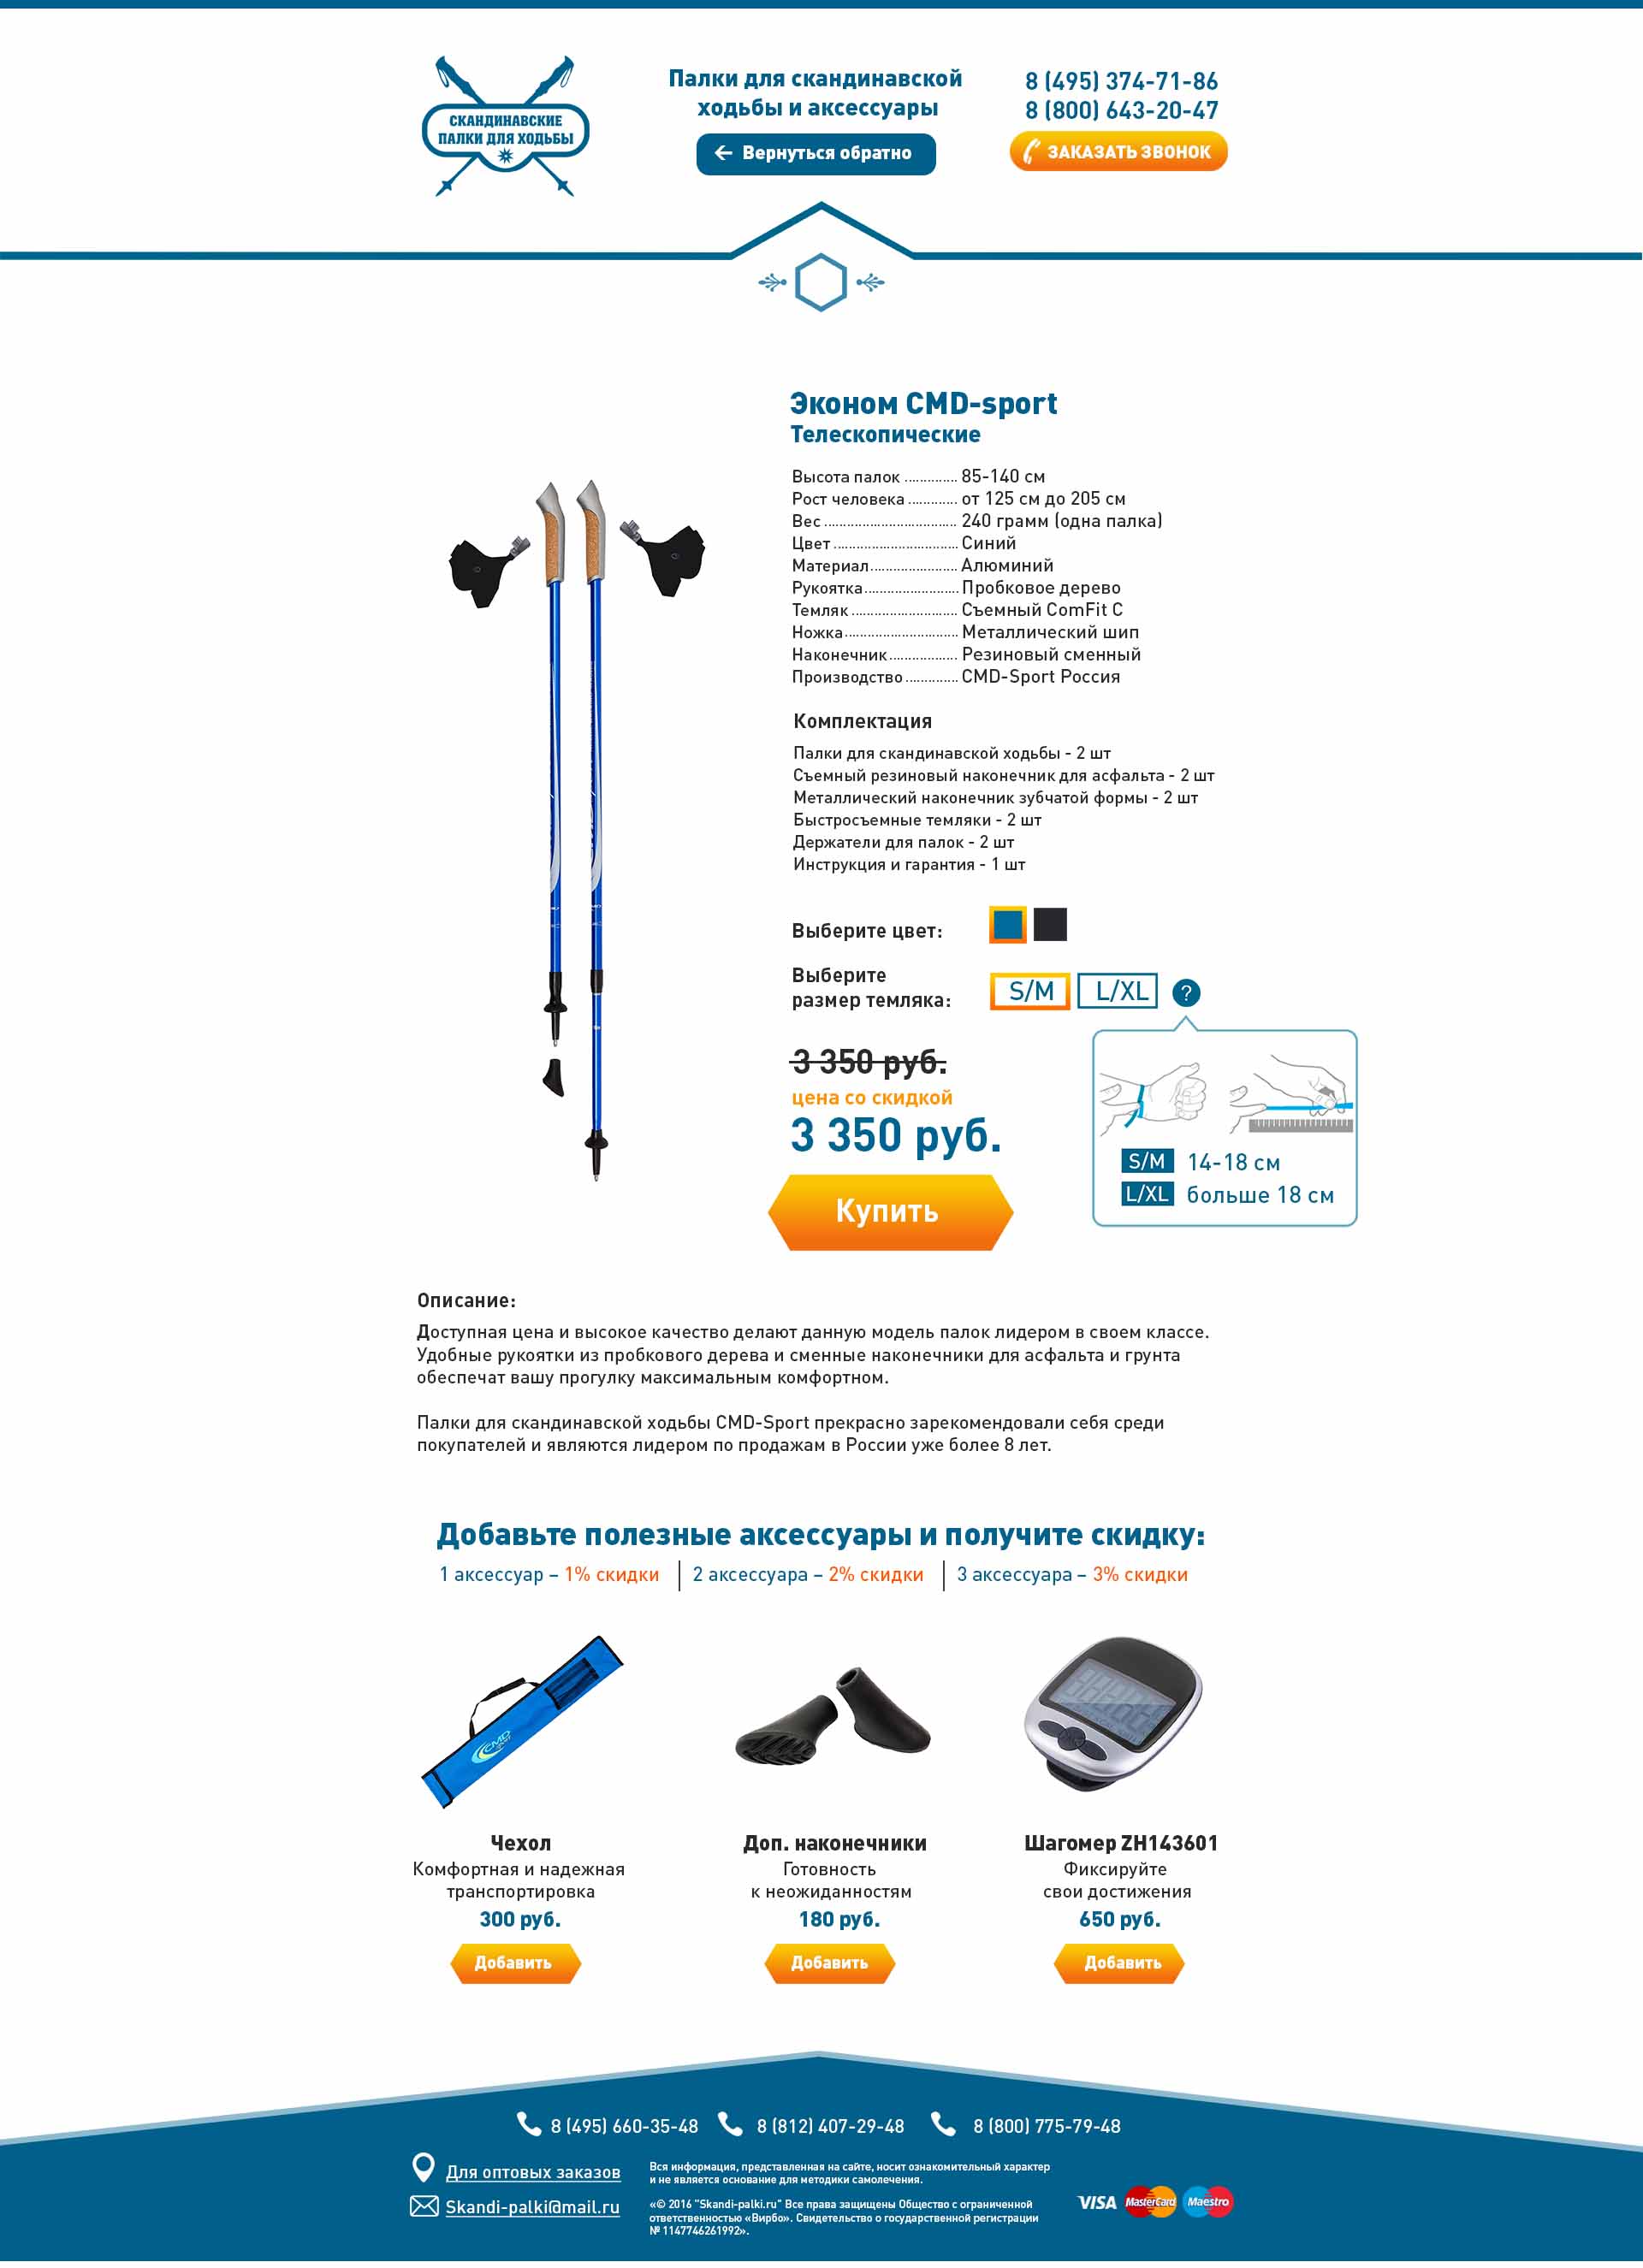 СКАНДИНАВСКИЕ
ПАЛКИ ДЛЯ ХОДЬБЫ
Палки для скандинавской
ходьбы и аксессуары
← Вернуться обратно
8 (495) 374-71-86
8 (800) 643-20-47
ЗАКАЗАТЬ ЗВОНОК
Эконом CMD-sport
Телескопические
Высота палок ............. 85-140 см
Рост человека ............ от 125 см до 205 см
Вес .................................. 240 грамм (одна палка)
Цвет ................................ Синий
Материал...................... Алюминий
Рукоятка........................ Пробковое дерево
Темляк ........................... Съемный ComFit C
Ножка............................. Металлический шип
Наконечник.................. Резиновый сменный
Производство ............. CMD-Sport Россия
Комплектация
Палки для скандинавской ходьбы - 2 шт
Съемный резиновый наконечник для асфальта - 2 шт
Металлический наконечник зубчатой формы - 2 шт
Быстросъемные темляки - 2 шт
Держатели для палок - 2 шт
Инструкция и гарантия - 1 шт
Выберите цвет:
Выберите
размер темляка:
S/M L/XL ?
3 350 руб.
цена со скидкой
3 350 руб.
Купить
S/M 14-18 см
L/XL больше 18 см
Описание:
Доступная цена и высокое качество делают данную модель палок лидером в своем классе.
Удобные рукоятки из пробкового дерева и сменные наконечники для асфальта и грунта
обеспечат вашу прогулку максимальным комфортном.
Палки для скандинавской ходьбы CMD-Sport прекрасно зарекомендовали себя среди
покупателей и являются лидером по продажам в России уже более 8 лет.
Добавьте полезные аксессуары и получите скидку:
1 аксессуар – 1% скидки | 2 аксессуара – 2% скидки | 3 аксессуара – 3% скидки
CMD
Чехол
Комфортная и надежная
транспортировка
300 руб.
Добавить
Доп. наконечники
Готовность
к неожиданностям
180 руб.
Добавить
Шагомер ZH143601
Фиксируйте
свои достижения
650 руб.
Добавить
8 (495) 660-35-48 8 (812) 407-29-48 8 (800) 775-79-48
Для оптовых заказов
Skandi-palki@mail.ru
Вся информация, представленная на сайте, носит ознакомительный характер
и не является основание для методики самолечения.
«© 2016 "Skandi-palki.ru" Все права защищены Общество с ограниченной
ответственностью «Вирбо». Свидетельство о государственной регистрации
№ 1147746261992».
VISA MasterCard Maestro